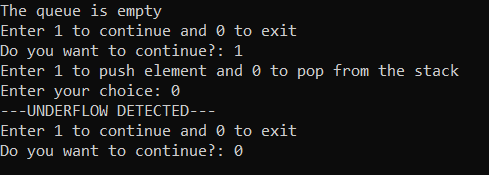 The queue is empty
Enter 1 to continue and 0 to exit
Do you want to continue?: 1
Enter 1 to push element and 0 to pop from the stack
Enter your choice: 0
---UNDERFLOW DETECTED---
Enter 1 to continue and 0 to exit
Do you want to continue?: 0